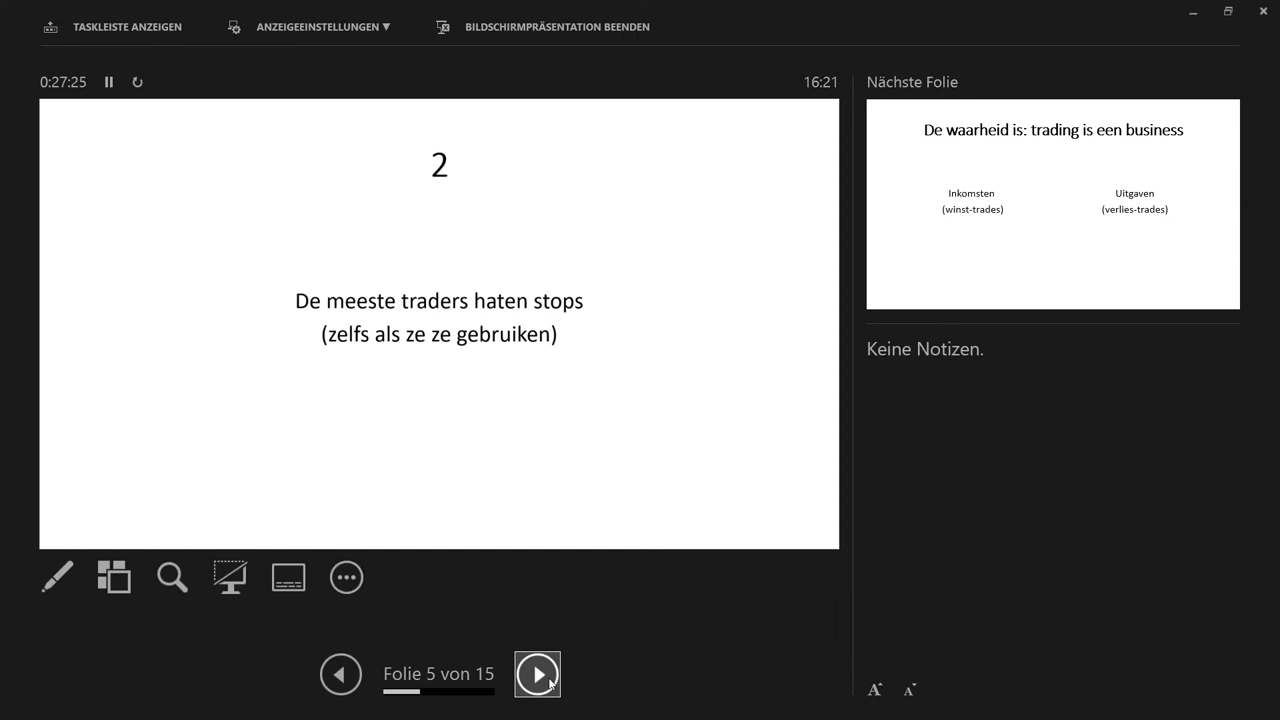 TASKLEISTE ANZEIGEN
ANZEIGEEINSTELLUNGEN ▼
BILDSCHIRMPRÄSENTATION BEENDEN
0:27:25
16:21
2
De meeste traders haten stops
(zelfs als ze ze gebruiken)
Folie 5 von 15
Nächste Folie
De waarheid is: trading is een business
Inkomsten
(winst-trades)
Uitgaven
(verlies-trades)
Keine Notizen.
A A